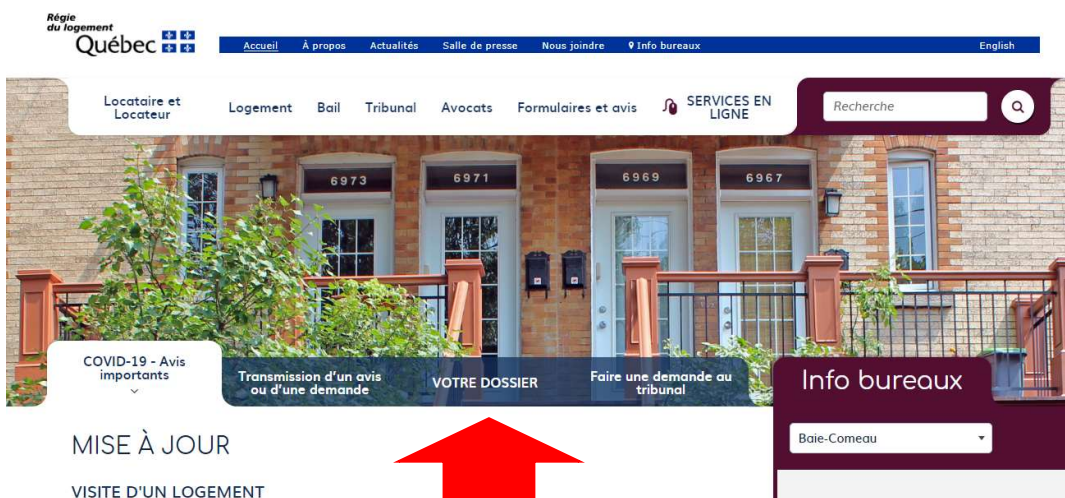 Régie
du logement
Québec
Accueil À propos Actualités Salle de presse Nous joindre Info bureaux English
Locataire et
Locateur
Logement Bail Tribunal Avocats Formulaires et avis
SERVICES EN
LIGNE
Recherche
6973 6971 6969 6967
COVID-19 - Avis
importants
Transmission d'un avis
ou d'une demande
VOTRE DOSSIER
Faire une demande au
tribunal
Info bureaux
MISE À JOUR
Baie-Comeau
VISITE D'UN LOGEMENT